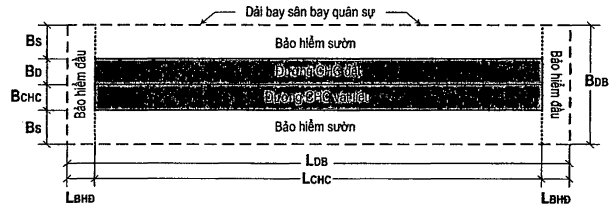 Dải bay sân bay quân sự
Bs
Bảo hiểm sườn
BD
Đường CHC đất
BCHC
Đường CHC vật liệu
Bs
Bảo hiểm sườn
Bảo hiểm đầu
Bảo hiểm đầu
BDB
LDB
LCHC
LBHĐ
LBHĐ